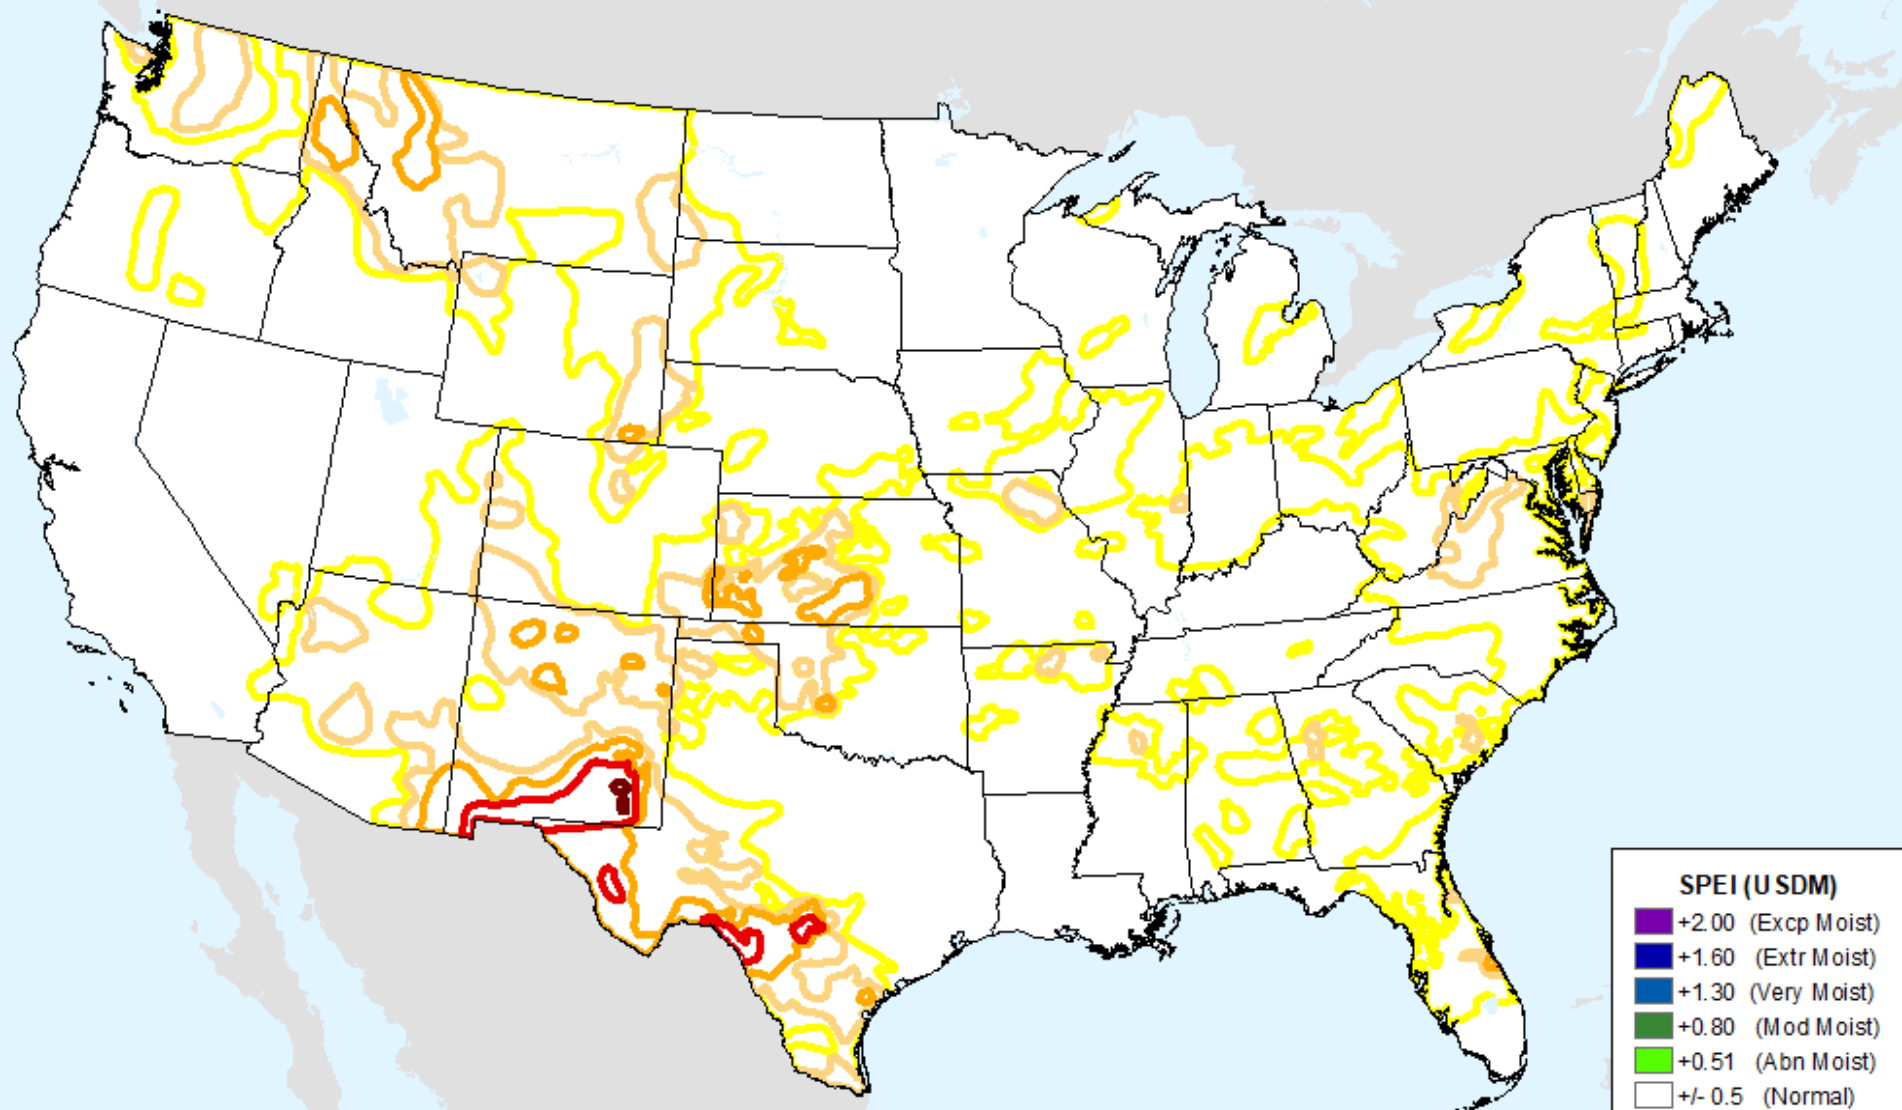 SPEI (USDM)
+2.00 (Excp Moist)
+1.60 (Extr Moist)
+1.30 (Very Moist)
+0.80 (Mod Moist)
+0.51 (Abn Moist)
+/- 0.5 (Normal)